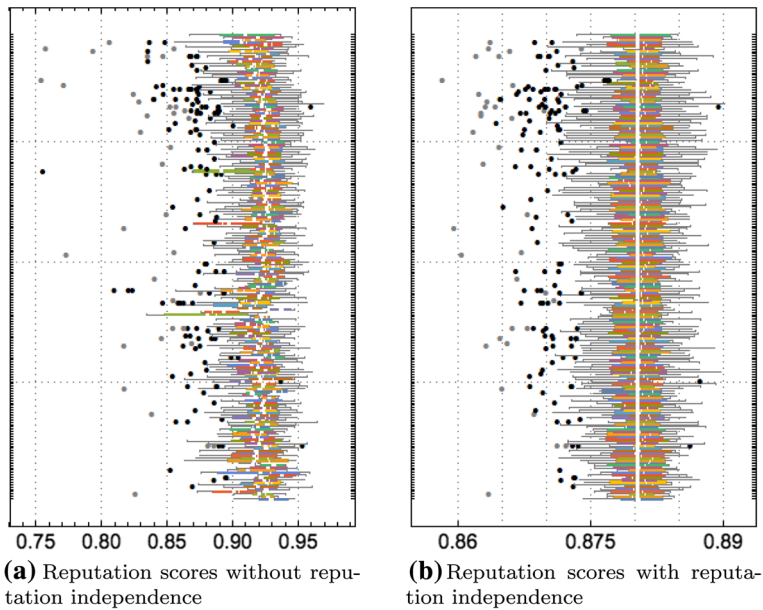 0.75 0.80 0.85 0.90 0.95
0.86 0.875 0.89
(a) Reputation scores without repu-
tation independence
(b) Reputation scores with reputa-
tion independence